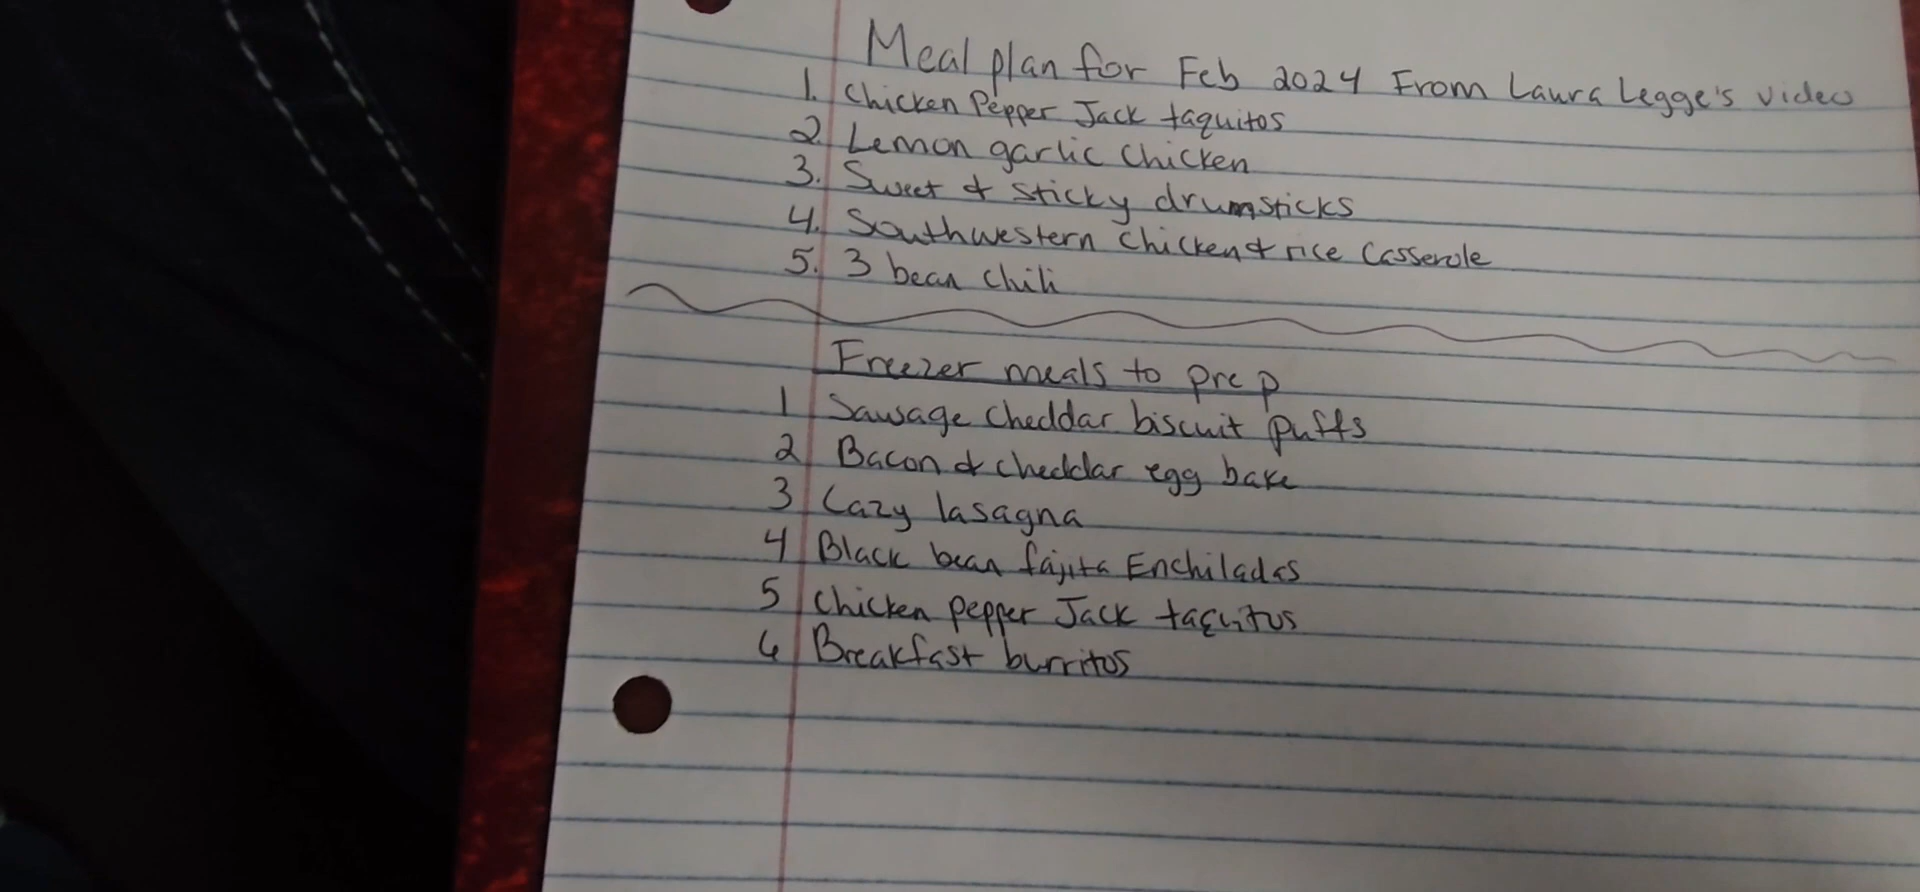 Meal plan for Feb 2024 From Laura Legge's video
1. Chicken Pepper Jack taquitos
2. Lemon garlic Chicken
3. Sweet & sticky drumsticks
4. Southwestern Chicken & rice Casserole
5. 3 bean Chili
Freezer meals to prep
1 Sausage Cheddar biscuit puffs
2 Bacon & cheddar egg bake
3 Lazy lasagna
4 Black bean fajita Enchiladas
5 Chicken pepper Jack taquitos
6 Breakfast burritos